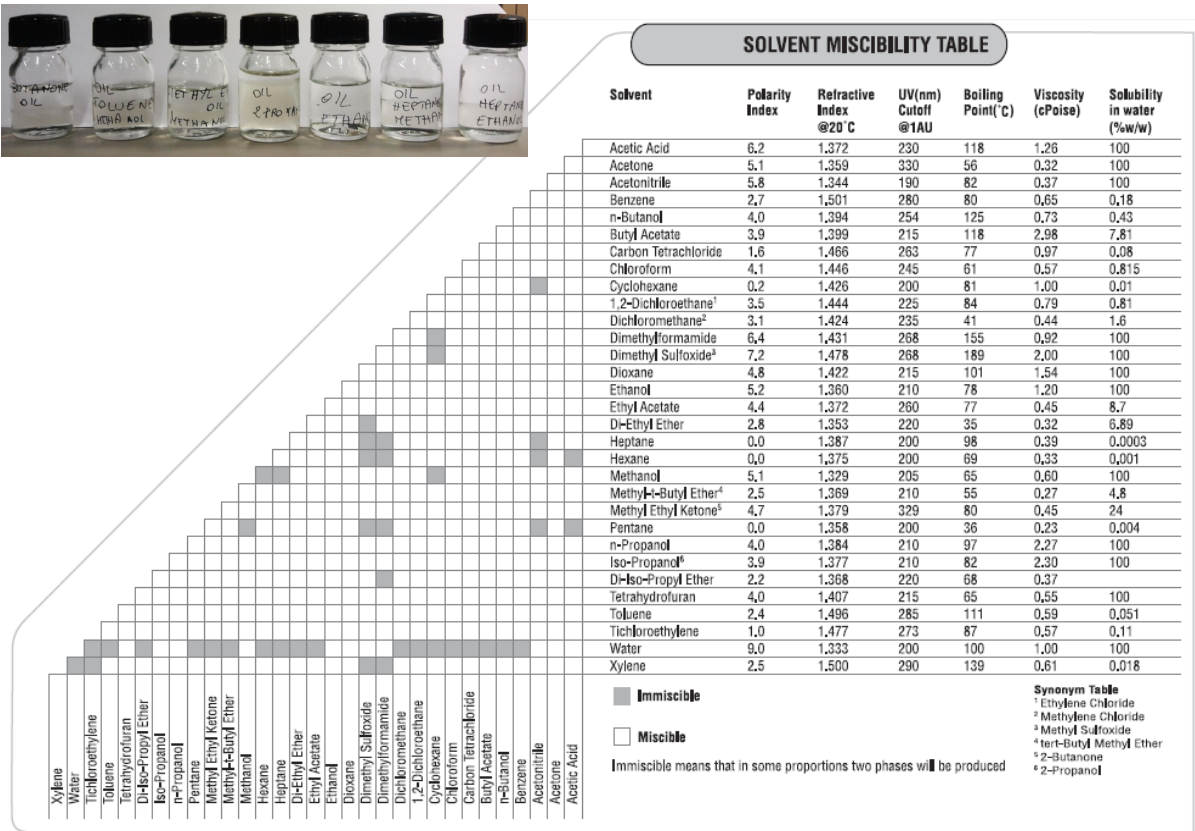 BUTANONE
OIL
OIL
TOLUENE
OIL
METHANOL
OIL
OIL
OIL
HEPTANE
METHAN
OIL
HEPTANE
ETHANOL
SOLVENT MISCIBILITY TABLE
Solvent Polarity Index Refractive Index @20°C UV(nm) Cutoff @1AU Boiling Point(°C) Viscosity (cPoise) Solubility in water (%w/w)
Acetic Acid 6.2 1.372 230 118 1.26 100
Acetone 5.1 1.359 330 56 0.32 100
Acetonitrile 5.8 1.344 190 82 0.37 100
Benzene 2.7 1.501 280 80 0.65 0.18
n-Butanol 4.0 1.394 254 125 0.73 0.43
Butyl Acetate 3.9 1.399 215 118 2.98 7.81
Carbon Tetrachloride 1.6 1.466 263 77 0.97 0.08
Chloroform 4.1 1.446 245 61 0.57 0.815
Cyclohexane 0.2 1.426 200 81 1.00 0.01
1,2-Dichloroethane¹ 3.5 1.444 225 84 0.79 0.81
Dichloromethane² 3.1 1.424 235 41 0.44 1.6
Dimethylformamide 6.4 1.431 268 155 0.92 100
Dimethyl Sulfoxide³ 7.2 1.478 268 189 2.00 100
Dioxane 4.8 1.422 215 101 1.54 100
Ethanol 5.2 1.360 210 78 1.20 100
Ethyl Acetate 4.4 1.372 260 77 0.45 8.7
Di-Ethyl Ether 2.8 1.353 220 35 0.32 6.89
Heptane 0.0 1.387 200 98 0.39 0.0003
Hexane 0.0 1.375 200 69 0.33 0.001
Methanol 5.1 1.329 205 65 0.60 100
Methyl-t-Butyl Ether⁴ 2.5 1.369 210 55 0.27 4.8
Methyl Ethyl Ketone⁵ 4.7 1.379 329 80 0.45 24
Pentane 0.0 1.358 200 36 0.23 0.004
n-Propanol 4.0 1.384 210 97 2.27 100
Iso-Propanol⁶ 3.9 1.377 210 82 2.30 100
Di-Iso-Propyl Ether 2.2 1.368 220 68 0.37
Tetrahydrofuran 4.0 1.407 215 65 0.55 100
Toluene 2.4 1.496 285 111 0.59 0.051
Tichloroethylene 1.0 1.477 273 87 0.57 0.11
Water 9.0 1.333 200 100 1.00 100
Xylene 2.5 1.500 290 139 0.61 0.018
Xylene
Water
Tichloroethylene
Toluene
Tetrahydrofuran
Di-Iso-Propyl Ether
Iso-Propanol
n-Propanol
Pentane
Methyl Ethyl Ketone
Methyl-t-Butyl Ether
Methanol
Hexane
Heptane
Di-Ethyl Ether
Ethyl Acetate
Ethanol
Dioxane
Dimethyl Sulfoxide
Dimethylformamide
Dichloromethane
1,2-Dichloroethane
Cyclohexane
Chloroform
Carbon Tetrachloride
Butyl Acetate
n-Butanol
Benzene
Acetonitrile
Acetone
Acetic Acid
Immiscible
Miscible
Immiscible means that in some proportions two phases will be produced
Synonym Table
¹ Ethylene Chloride
² Methylene Chloride
³ Methyl Sulfoxide
⁴ tert-Butyl Methyl Ether
⁵ 2-Butanone
⁶ 2-Propanol